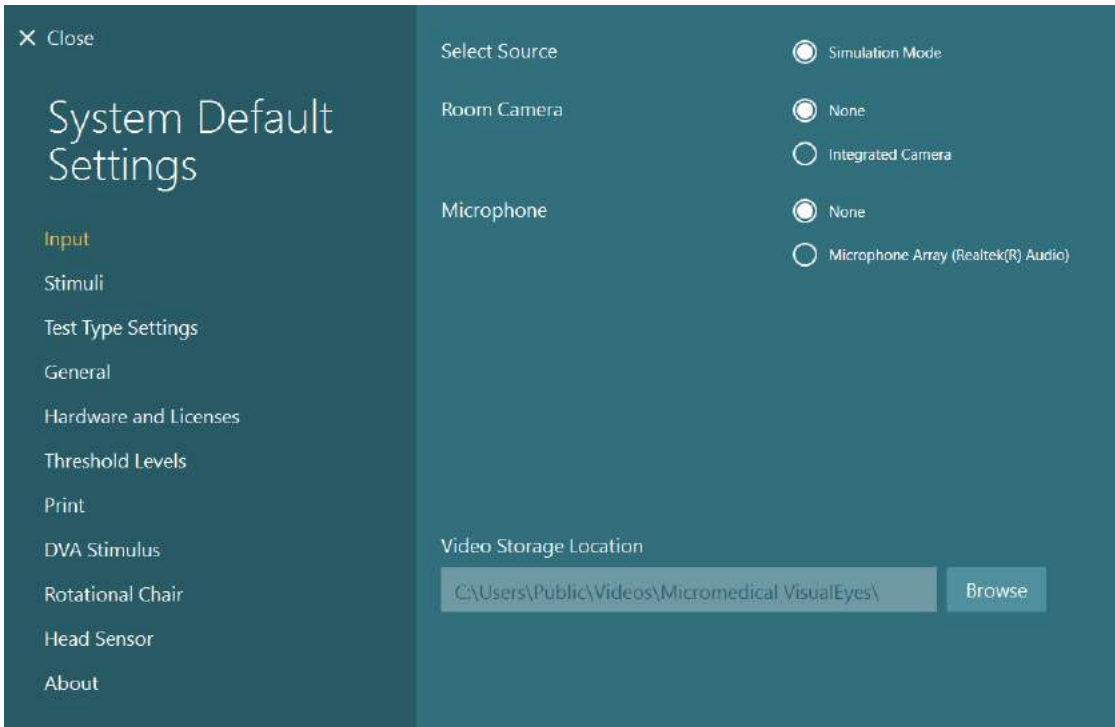 Close
System Default
Settings
Input
Stimuli
Test Type Settings
General
Hardware and Licenses
Threshold Levels
Print
DVA Stimulus
Rotational Chair
Head Sensor
About
Select Source
Simulation Mode
Room Camera
None
Integrated Camera
Microphone
None
Microphone Array (Realtek(R) Audio)
Video Storage Location
C:\Users\Public\Videos\Micromedical VisualEyes\
Browse